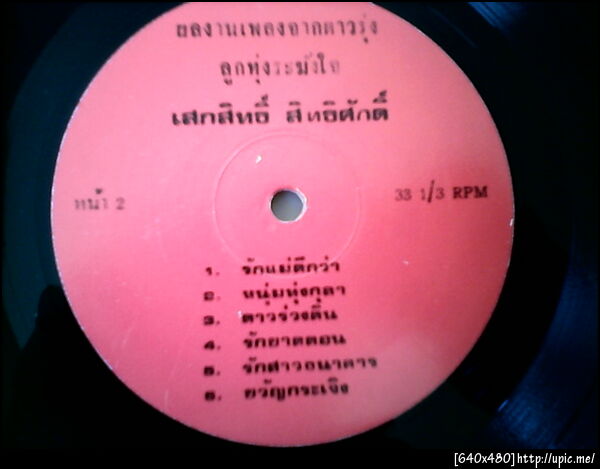 ผลงานเพลงจากดาวรุ่ง
ลูกทุ่งระฆังใจ
เสกสิทธิ์ สิทธิศักดิ์
หน้า 2
33 1/3 RPM
1. รักแม่ดีกว่า
2. หนุ่มทุ่งกุลา
3. ดาวร่วงดิ้น
4. รักยาดดอน
5. รักสาวธนาคาร
6. ขวัญกระเจิง
[640x480]http://upic.me/